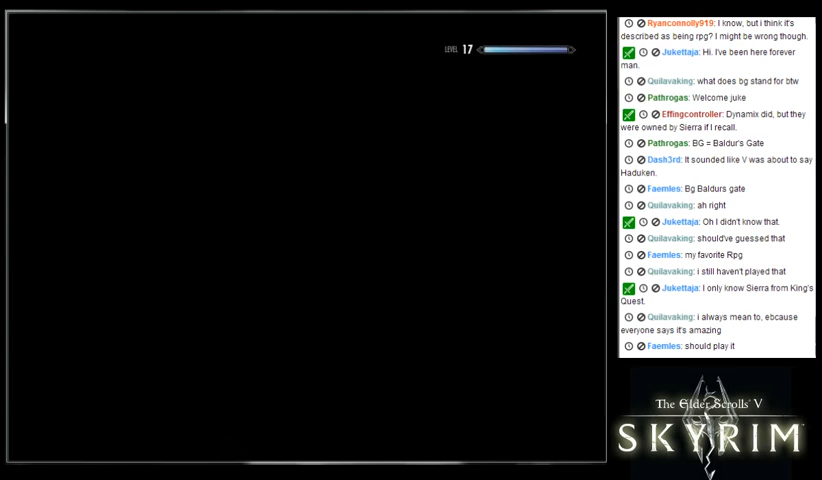 LEVEL 17
Ryanconnolly919: I know, but i think it's
described as being rpg? I might be wrong though.
Jukettaja: Hi. I've been here forever
man.
Quilavaking: what does bg stand for btw
Pathrogas: Welcome juke
Effingcontroller: Dynamix did, but they
were owned by Sierra if I recall.
Pathrogas: BG = Baldur's Gate
Dash3rd: It sounded like V was about to say
Haduken.
Faemles: Bg Baldurs gate
Quilavaking: ah right
Jukettaja: Oh I didn't know that.
Quilavaking: should've guessed that
Faemles: my favorite Rpg
Quilavaking: i still haven't played that
Jukettaja: I only know Sierra from King's
Quest.
Quilavaking: i always mean to, ebcause
everyone says it's amazing
Faemles: should play it
The Elder Scrolls V
SKYRIM